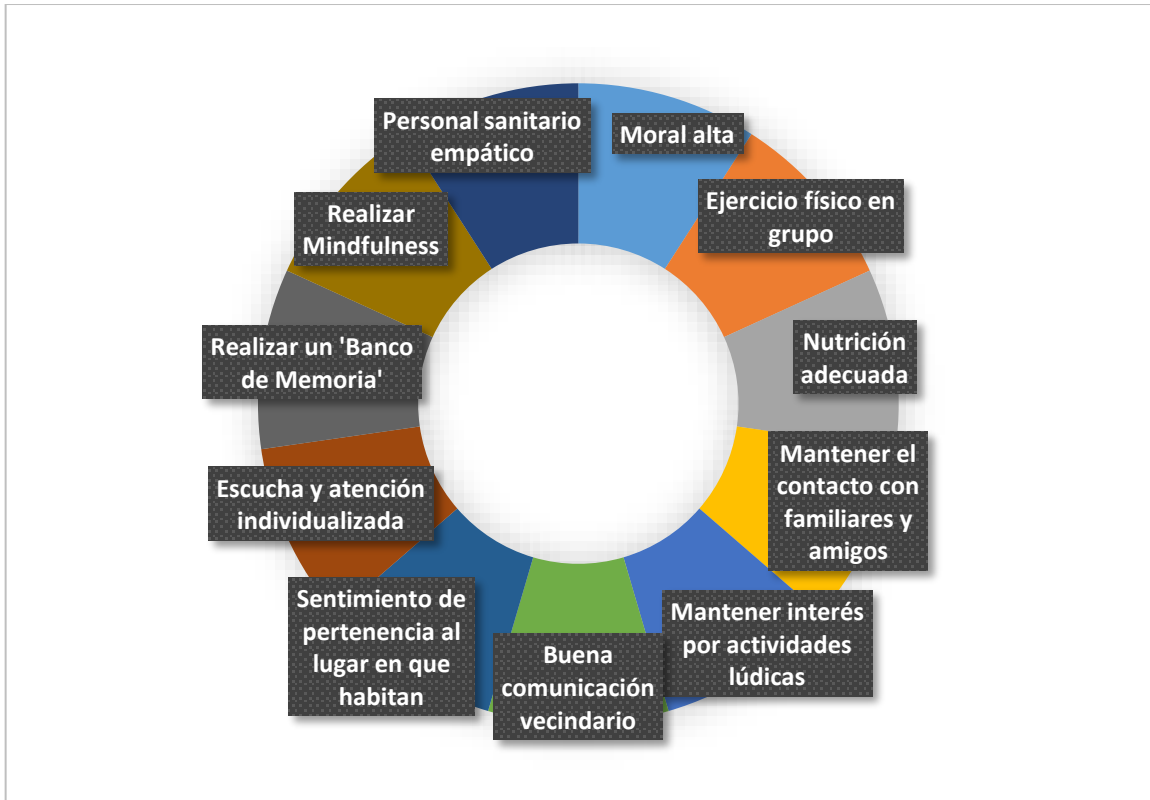 Moral alta
Ejercicio físico en
grupo
Nutrición
adecuada
Mantener el
contacto con
familiares y
amigos
Mantener interés
por actividades
lúdicas
Buena
comunicación
vecindario
Sentimiento de
pertenencia al
lugar en que
habitan
Escucha y atención
individualizada
Realizar un 'Banco
de Memoria'
Realizar
Mindfulness
Personal sanitario
empático